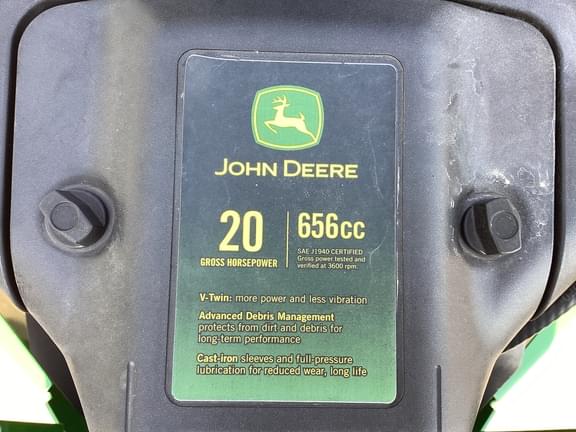 JOHN DEERE
20
GROSS HORSEPOWER
656cc
SAE J1940 CERTIFIED
Gross power tested and
verified at 3600 rpm.
V-Twin: more power and less vibration
Advanced Debris Management
protects from dirt and debris for
long-term performance
Cast-iron sleeves and full-pressure
lubrication for reduced wear, long life